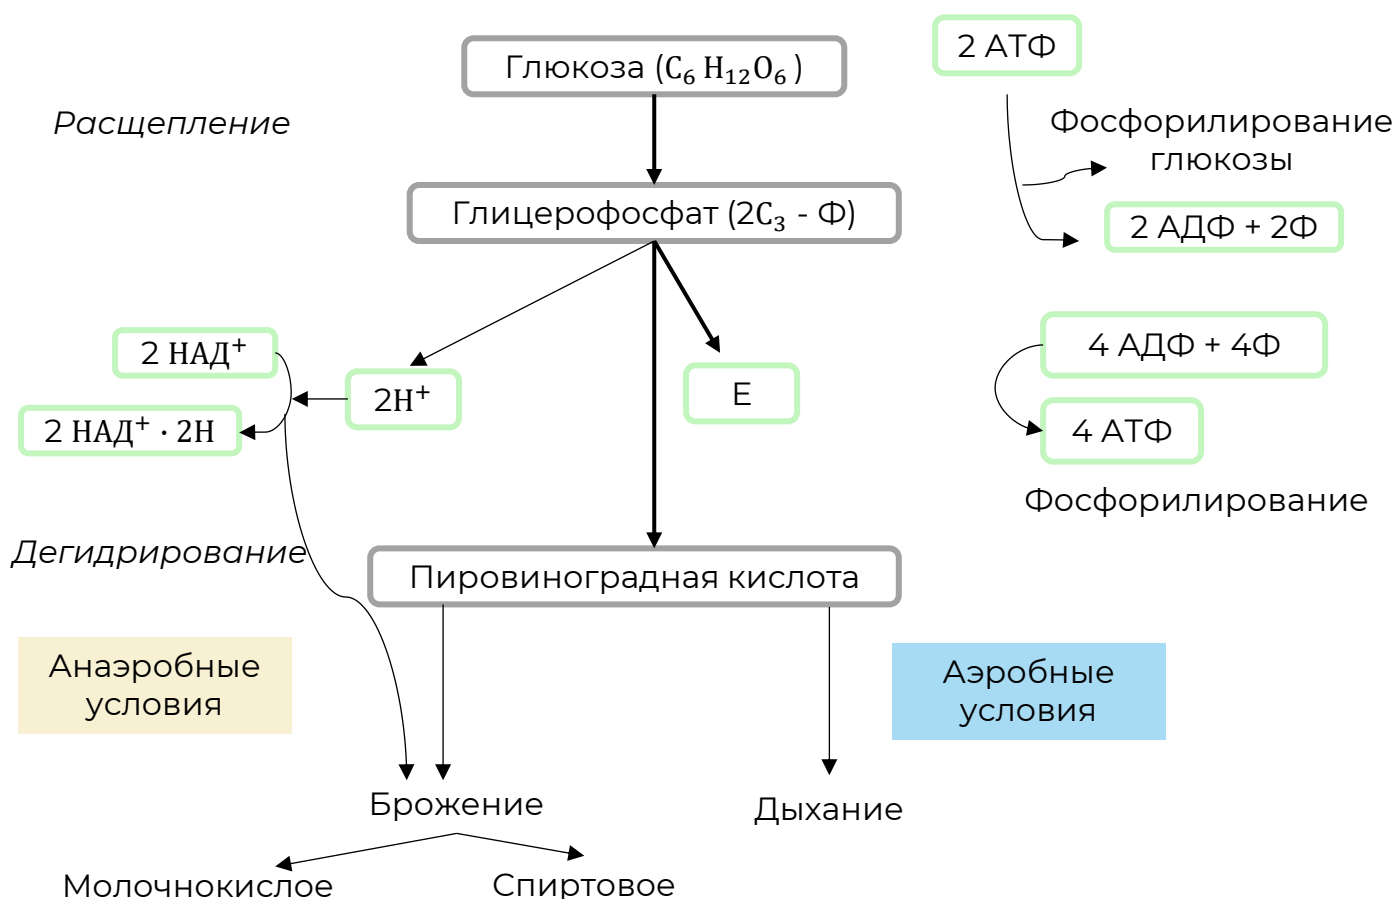 Глюкоза (C₆ H₁₂O₆ )
2 АТФ
Расщепление
Фосфорилирование
глюкозы
Глицерофосфат (2C₃ - Ф)
2 АДФ + 2Ф
2 НАД⁺
4 АДФ + 4Ф
2H⁺
Е
2 НАД⁺ · 2H
4 АТФ
Фосфорилирование
Дегидрирование
Пировиноградная кислота
Анаэробные
условия
Аэробные
условия
Брожение
Дыхание
Молочнокислое
Спиртовое